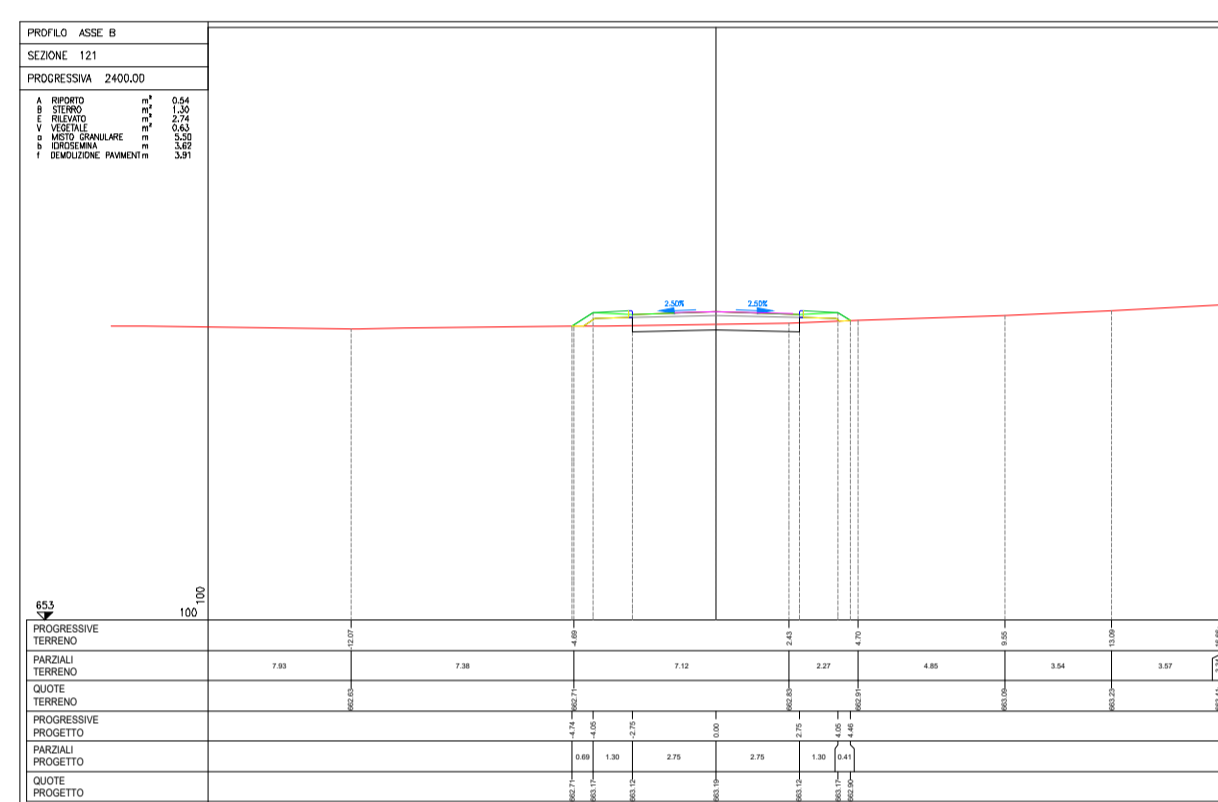 PROFILO ASSE B
SEZIONE 121
PROGRESSIVA 2400.00
A RIPORTO m² 0.54
B STERRO m² 1.30
E RILEVATO m² 2.74
V VEGETALE m² 0.63
a MISTO GRANULARE m 5.50
b IDROSEMINA m 3.62
f DEMOLIZIONE PAVIMENT m 3.91
2.50% 2.50%
653
100 100
PROGRESSIVE TERRENO -12.07 -4.69 2.43 4.70 9.55 13.09
PARZIALI TERRENO 7.93 7.38 7.12 2.27 4.85 3.54 3.57
QUOTE TERRENO 662.63 662.71 662.83 662.91 663.09 663.23
PROGRESSIVE PROGETTO -4.74 -4.05 -2.75 0.00 2.75 4.05 4.46
PARZIALI PROGETTO 0.69 1.30 2.75 2.75 1.30 0.41
QUOTE PROGETTO 662.71 663.17 663.12 663.19 663.12 663.17 662.90